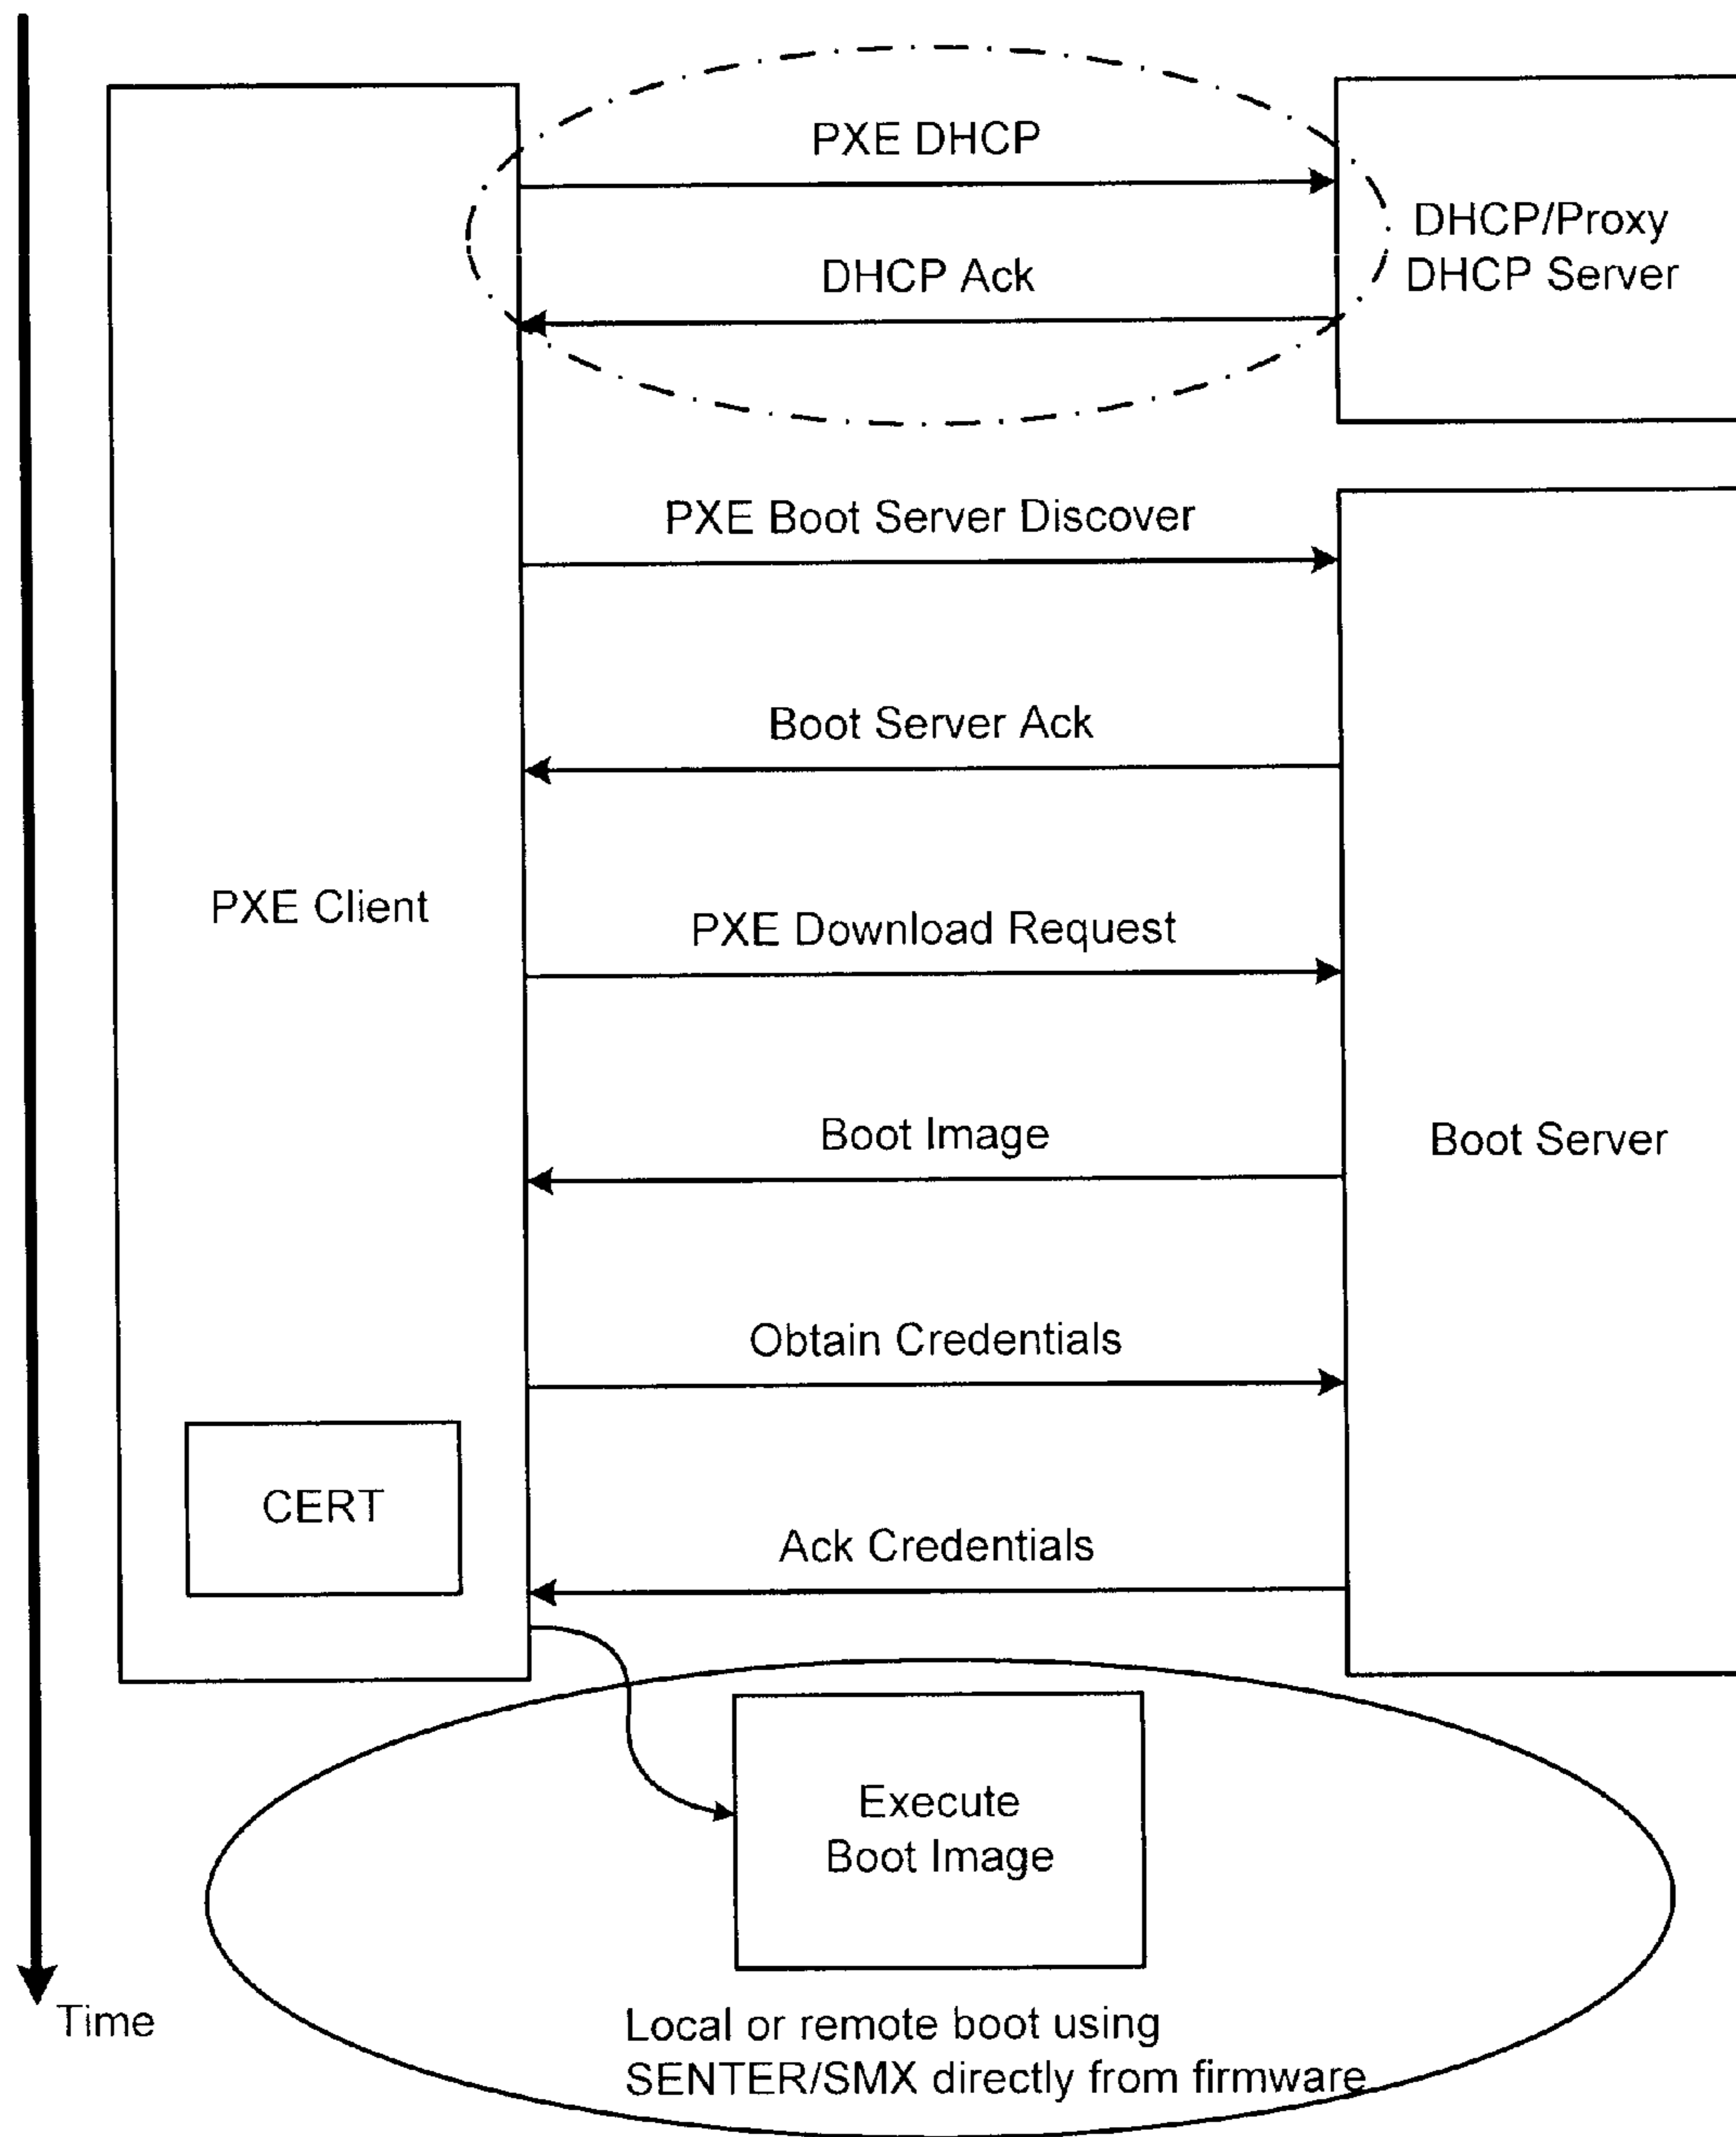 PXE DHCP
DHCP/Proxy
DHCP Server
DHCP Ack
PXE Boot Server Discover
Boot Server Ack
PXE Client
PXE Download Request
Boot Image
Boot Server
Obtain Credentials
CERT
Ack Credentials
Execute
Boot Image
Time
Local or remote boot using
SENTER/SMX directly from firmware